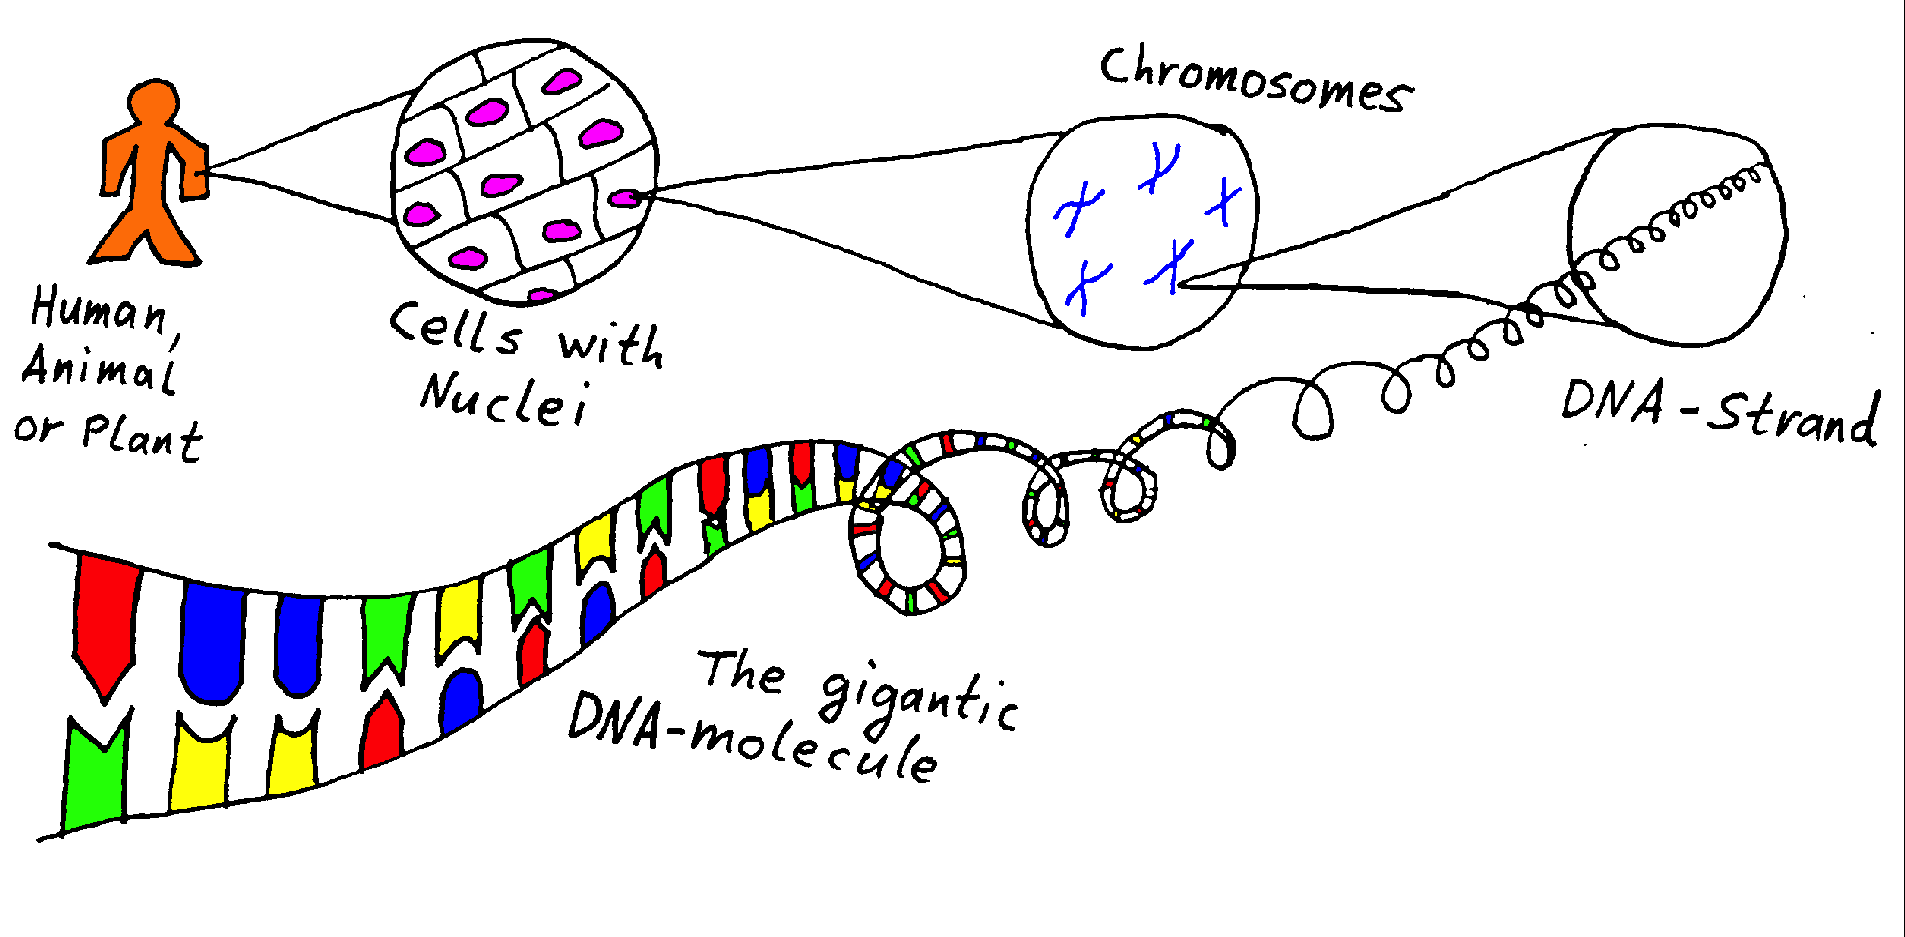 Human,
Animal
or Plant
Cells with
Nuclei
Chromosomes
DNA-Strand
The gigantic
DNA-molecule